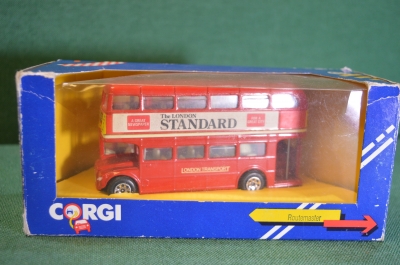 The LONDON
STANDARD
LONDON TRANSPORT
CORGI
Routemaster